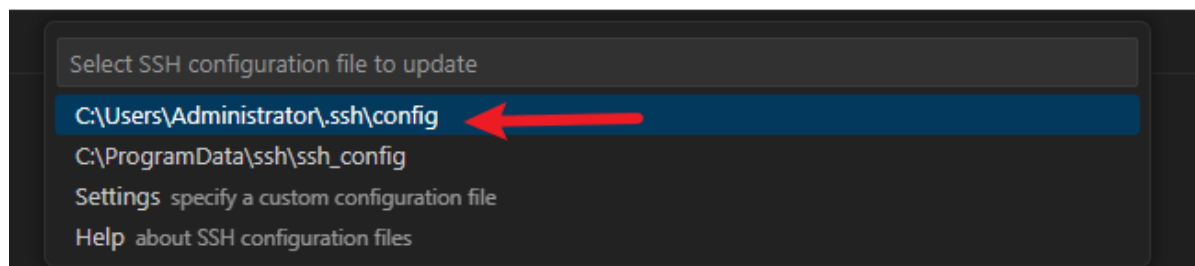 Select SSH configuration file to update
C:\Users\Administrator\.ssh\config
C:\ProgramData\ssh\ssh_config
Settings specify a custom configuration file
Help about SSH configuration files